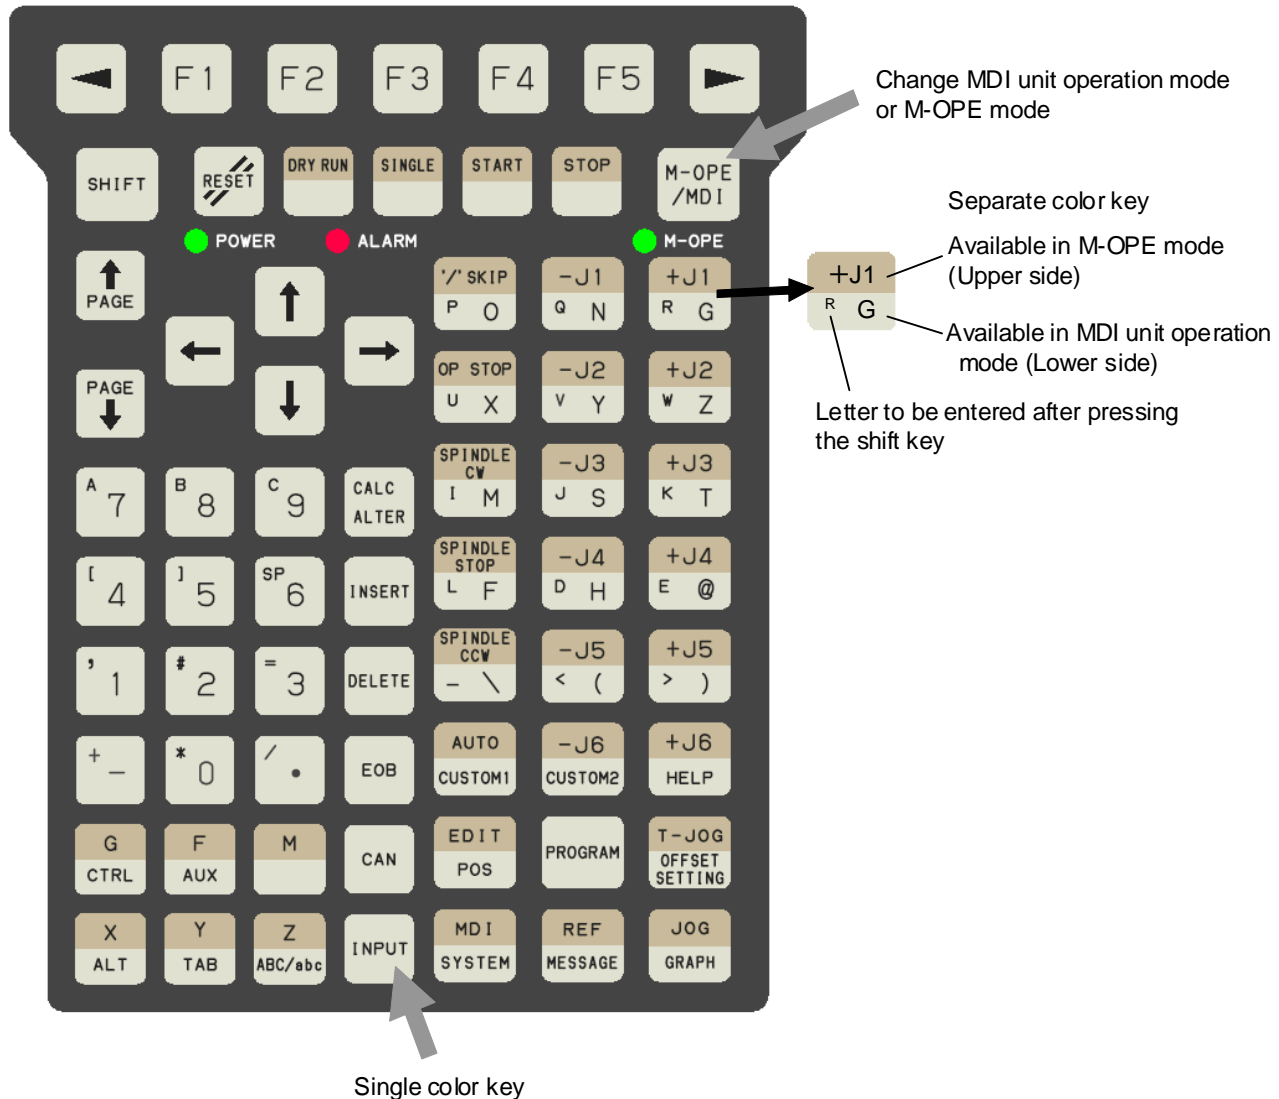 F1 F2 F3 F4 F5
Change MDI unit operation mode
or M-OPE mode
SHIFT RESET DRY RUN SINGLE START STOP M-OPE
/MDI
POWER ALARM M-OPE
Separate color key
Available in M-OPE mode
(Upper side)
+J1
R G
Available in MDI unit operation
mode (Lower side)
Letter to be entered after pressing
the shift key
PAGE
'/' SKIP -J1 +J1
P O Q N R G
PAGE
OP STOP -J2 +J2
U X V Y W Z
SPINDLE
CW -J3 +J3
I M J S K T
A 7 B 8 C 9 CALC
ALTER
SPINDLE
STOP -J4 +J4
L F D H E @
[ 4 ] 5 SP 6 INSERT
SPINDLE
CCW -J5 +J5
- \ < ( > )
, 1 # 2 = 3 DELETE
AUTO -J6 +J6
CUSTOM1 CUSTOM2 HELP
+ - * 0 / . EOB
G F M
CTRL AUX CAN
EDIT PROGRAM T-JOG
POS OFFSET
SETTING
X Y Z
ALT TAB ABC/abc INPUT
MDI REF JOG
SYSTEM MESSAGE GRAPH
Single color key